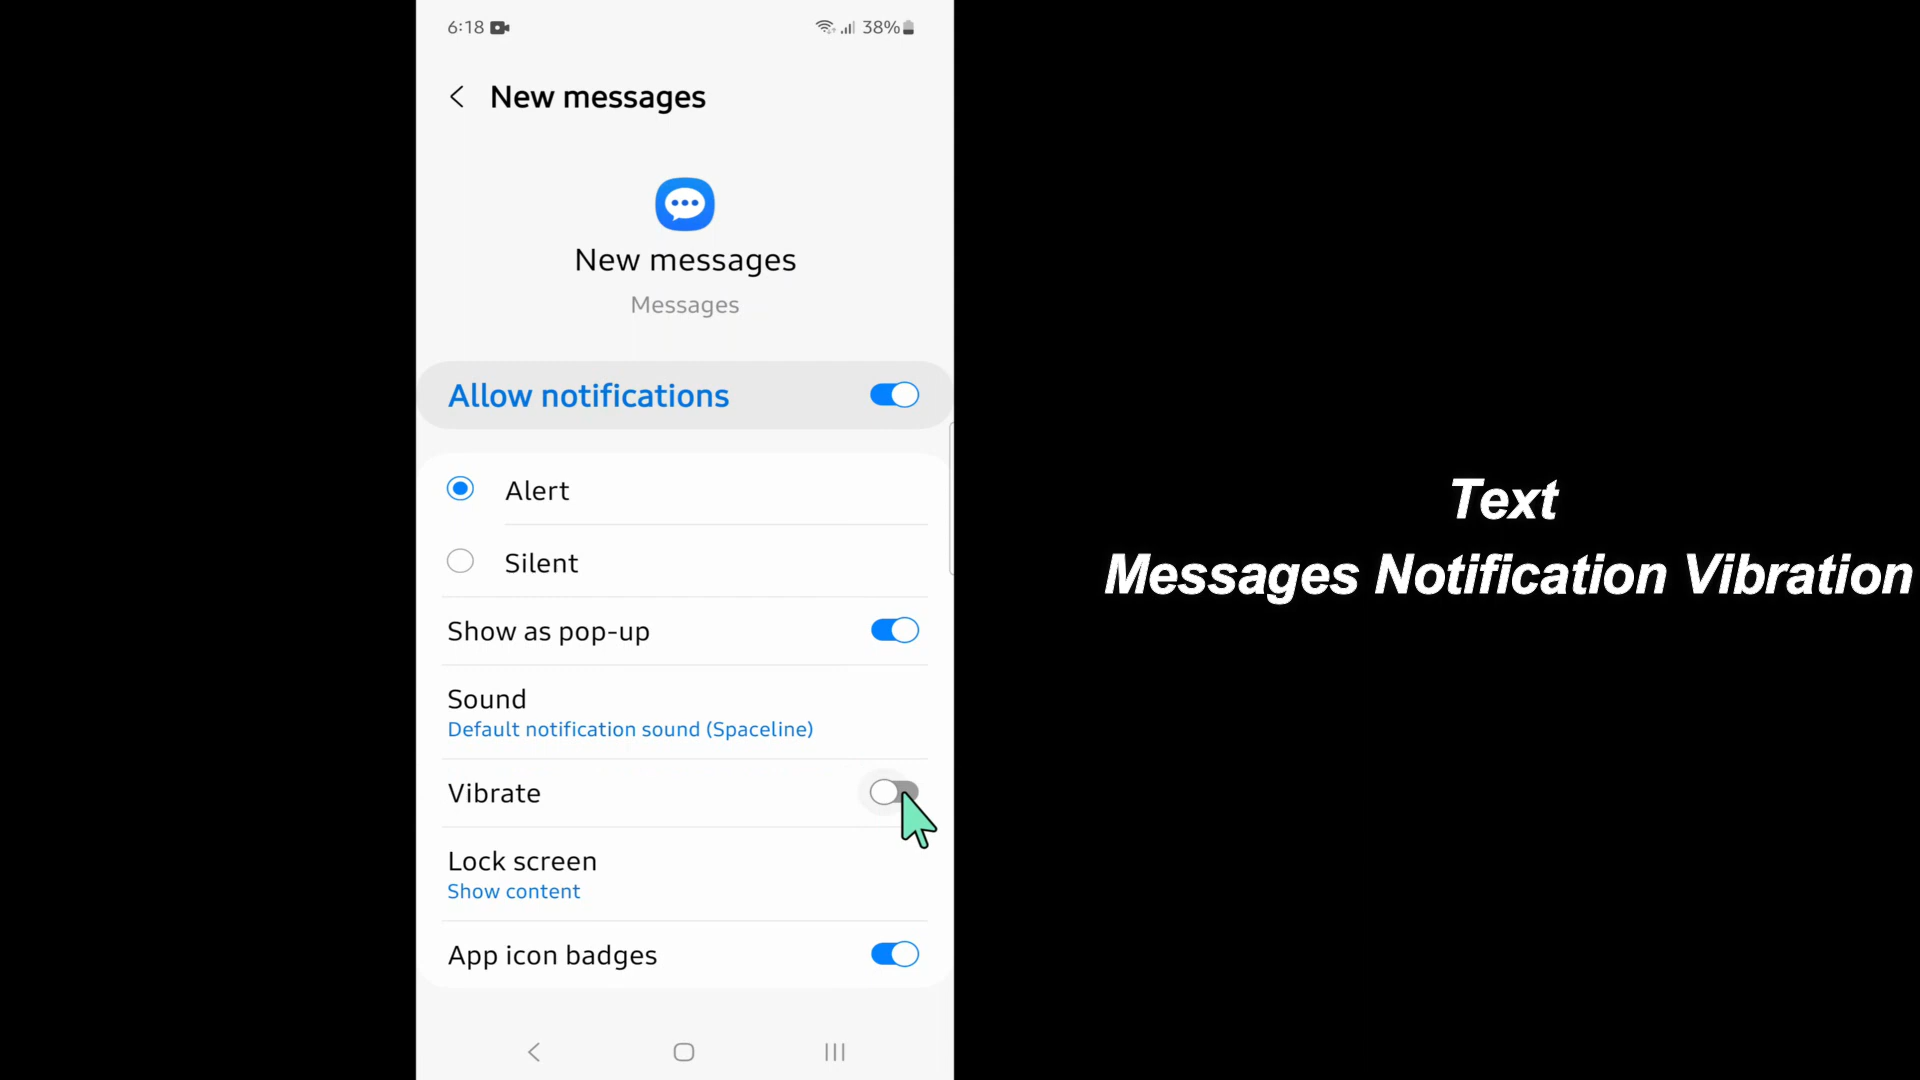 6:18
38%
New messages
New messages
Messages
Allow notifications
Alert
Silent
Show as pop-up
Sound
Default notification sound (Spaceline)
Vibrate
Lock screen
Show content
App icon badges
Text
Messages Notification Vibration